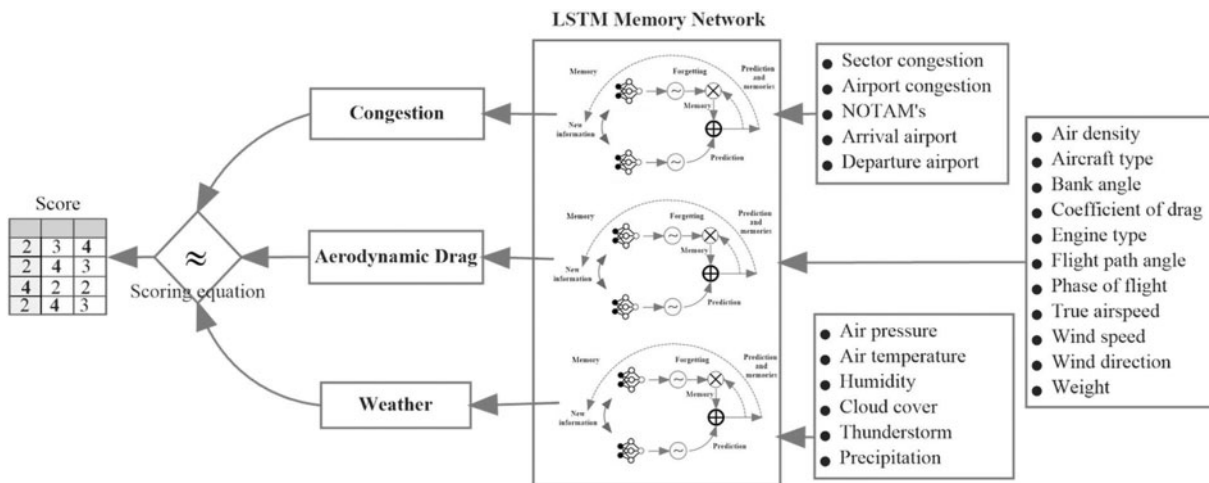 LSTM Memory Network
Memory
Forgetting
Prediction
and
memories
Memory
New
information
Prediction
Memory
Forgetting
Prediction
and
memories
Memory
New
information
Prediction
Memory
Forgetting
Prediction
and
memories
Memory
New
information
Prediction
Congestion
Aerodynamic Drag
Weather
Score
2 3 4
2 4 3
4 2 2
2 4 3
≈
Scoring equation
● Sector congestion
● Airport congestion
● NOTAM's
● Arrival airport
● Departure airport
● Air density
● Aircraft type
● Bank angle
● Coefficient of drag
● Engine type
● Flight path angle
● Phase of flight
● True airspeed
● Wind speed
● Wind direction
● Weight
● Air pressure
● Air temperature
● Humidity
● Cloud cover
● Thunderstorm
● Precipitation